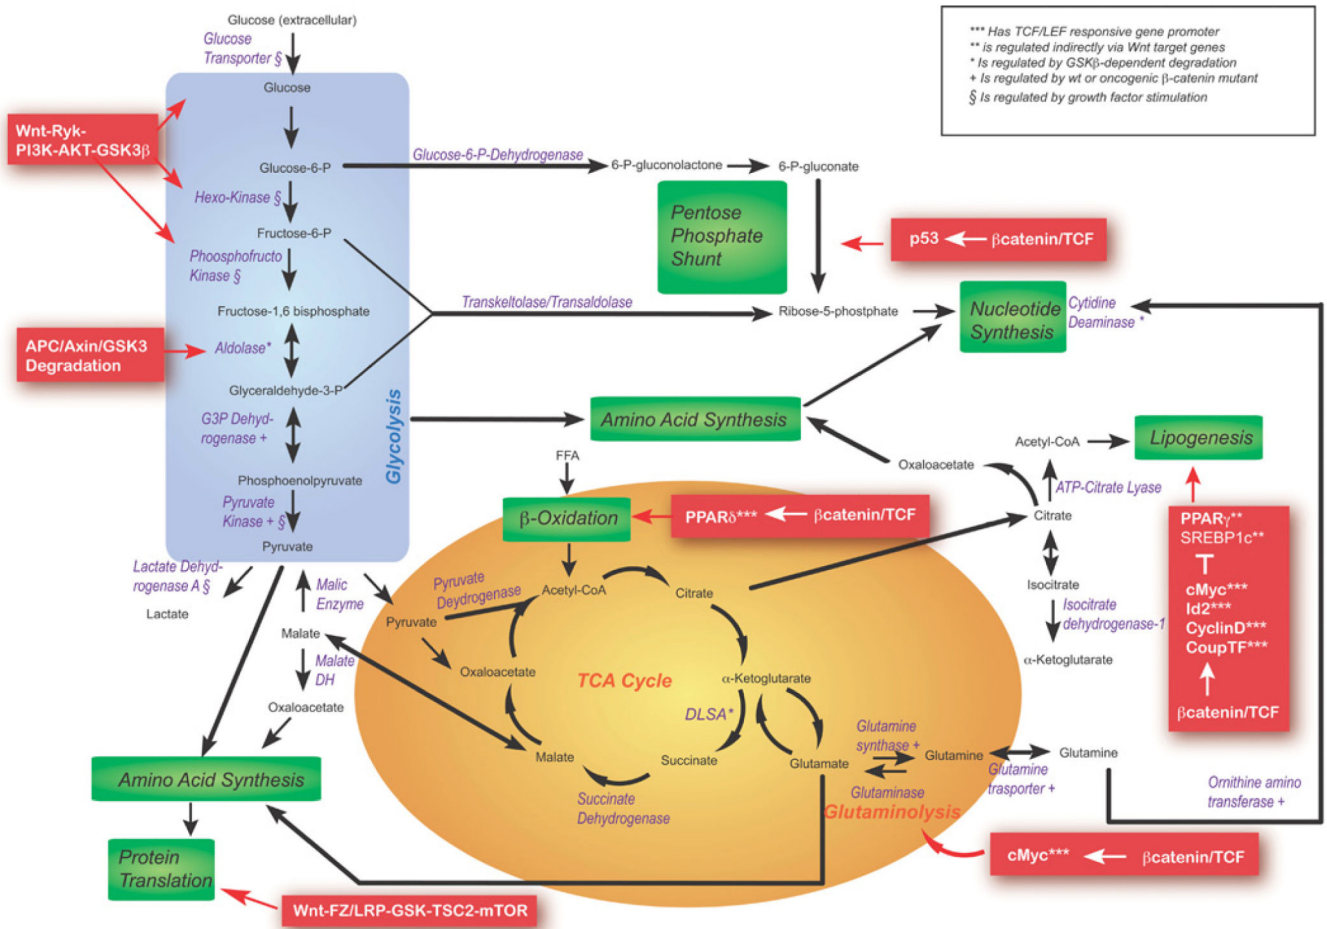 Glucose (extracellular)
Glucose
Transporter §
Glucose
Wnt-Ryk-
PI3K-AKT-GSK3β
Glucose-6-P
Hexo-Kinase §
Fructose-6-P
Phoosphofructo
Kinase §
Fructose-1,6 bisphosphate
APC/Axin/GSK3
Degradation
Aldolase*
Glyceraldehyde-3-P
G3P Dehyd-
rogenase +
Phosphoenolpyruvate
Pyruvate
Kinase + §
Pyruvate
Glycolysis
*** Has TCF/LEF responsive gene promoter
** is regulated indirectly via Wnt target genes
* Is regulated by GSKβ-dependent degradation
+ Is regulated by wt or oncogenic β-catenin mutant
§ Is regulated by growth factor stimulation
Glucose-6-P-Dehydrogenase
6-P-gluconolactone
6-P-gluconate
Pentose
Phosphate
Shunt
p53
βcatenin/TCF
Transkeltolase/Transaldolase
Ribose-5-phostphate
Nucleotide
Synthesis
Cytidine
Deaminase *
Amino Acid Synthesis
Oxaloacetate
Acetyl-CoA
Lipogenesis
ATP-Citrate Lyase
Citrate
Isocitrate
Isocitrate
dehydrogenase-1
α-Ketoglutarate
PPARγ**
SREBP1c**
cMyc***
Id2***
CyclinD***
CoupTF***
βcatenin/TCF
FFA
β-Oxidation
PPARδ***
βcatenin/TCF
Lactate Dehyd-
rogenase A §
Lactate
Malic
Enzyme
Malate
Malate
DH
Oxaloacetate
Pyruvate
Pyruvate
Deydrogenase
Acetyl-CoA
Citrate
Oxaloacetate
TCA Cycle
α-Ketoglutarate
DLSA*
Malate
Succinate
Succinate
Dehydrogenase
Glutamate
Glutamine
synthase +
Glutaminase
Glutamine
Glutamine
trasporter +
Glutamine
Glutaminolysis
Ornithine amino
transferase +
cMyc***
βcatenin/TCF
Amino Acid Synthesis
Protein
Translation
Wnt-FZ/LRP-GSK-TSC2-mTOR